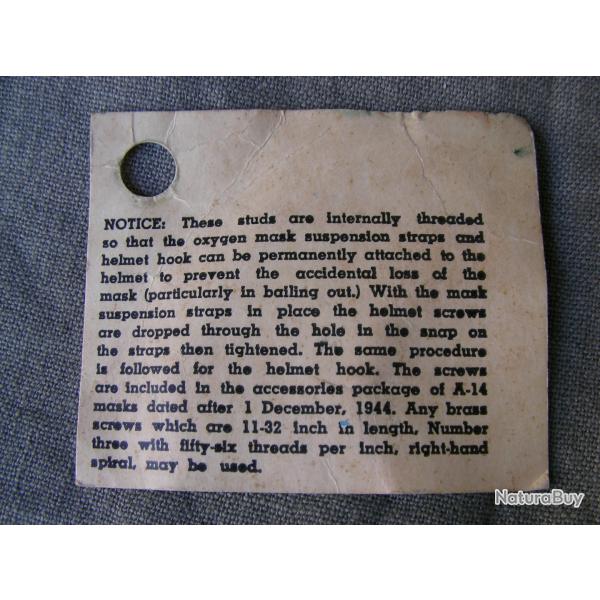 NOTICE: These studs are internally threaded
so that the oxygen mask suspension straps and
helmet hook can be permanently attached to the
helmet to prevent the accidental loss of the
mask (particularly in bailing out.) With the mask
suspension straps in place the helmet screws
are dropped through the hole in the snap on
the straps then tightened. The same procedure
is followed for the helmet hook. The screws
are included in the accessories package of A-14
masks dated after 1 December, 1944. Any brass
screws which are 11-32 inch in length, Number
three with fifty-six threads per inch, right-hand
spiral, may be used.
NaturaBuy